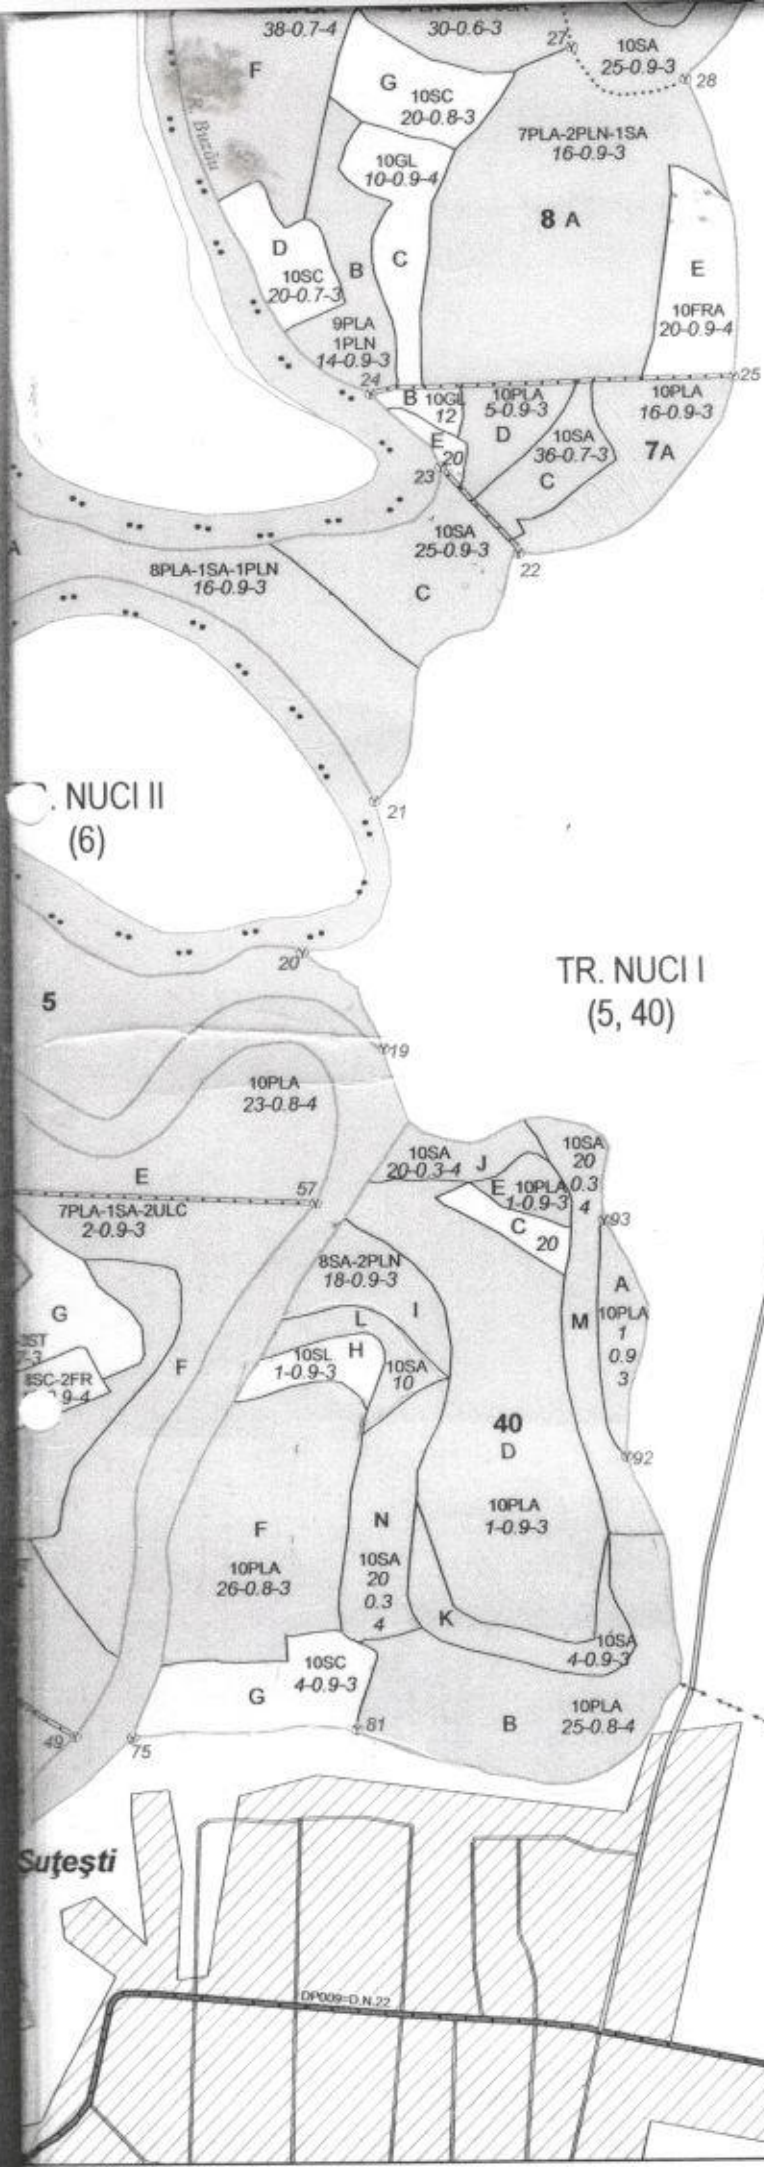 38-0.7-4
30-0.6-3
27
10SA
25-0.9-3
28
F
G
10SC
20-0.8-3
R. Buzău
7PLA-2PLN-1SA
16-0.9-3
10GL
10-0.9-4
8 A
D
10SC
20-0.7-3
B
C
E
10FRA
20-0.9-4
9PLA
1PLN
14-0.9-3
24
25
B
10GL
12
10PLA
5-0.9-3
D
10PLA
16-0.9-3
E
20
10SA
36-0.7-3
C
7A
23
22
10SA
25-0.9-3
C
A
8PLA-1SA-1PLN
16-0.9-3
NUCI II
(6)
21
20
5
TR. NUCI I
(5, 40)
19
10PLA
23-0.8-4
E
57
7PLA-1SA-2ULC
2-0.9-3
10SA
20-0.3-4
J
10SA
20
0.3
4
E
10PLA
1-0.9-3
C
20
93
8SA-2PLN
18-0.9-3
I
L
H
10SL
1-0.9-3
10SA
10
M
A
10PLA
1
0.9
3
G
F
8SC-2FR
40
D
10PLA
1-0.9-3
92
F
10PLA
26-0.8-3
N
10SA
20
0.3
4
K
10SA
4-0.9-3
10SC
4-0.9-3
G
B
10PLA
25-0.8-4
49
75
81
Suţeşti
DP009=D.N.22